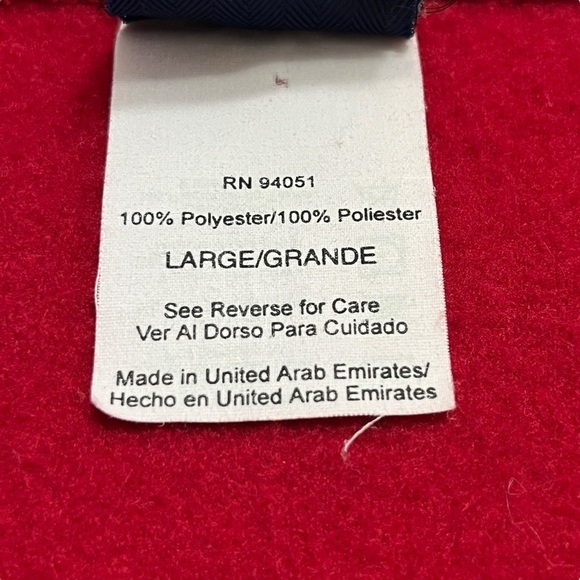 RN 94051
100% Polyester/100% Poliester
LARGE/GRANDE
See Reverse for Care
Ver Al Dorso Para Cuidado
Made in United Arab Emirates/
Hecho en United Arab Emirates